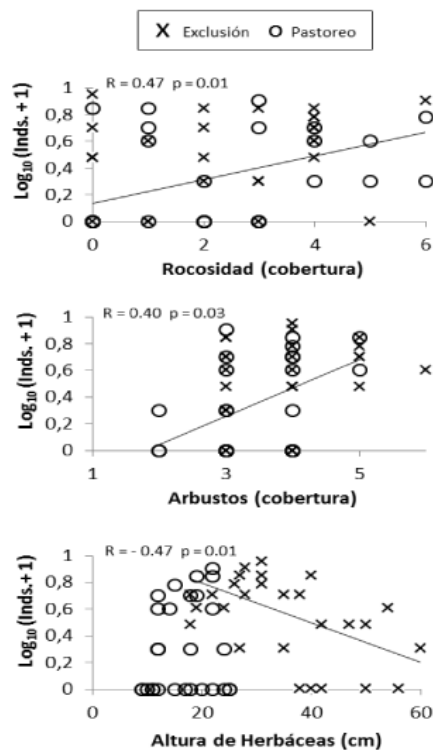 X Exclusión O Pastoreo
R = 0.47 p = 0.01
Log10 (Inds. + 1)
1
0,8
0,6
0,4
0,2
0
0 2 4 6
Rocosidad (cobertura)
R = 0.40 p = 0.03
Log10 (Inds. + 1)
1
0,8
0,6
0,4
0,2
0
1 3 5
Arbustos (cobertura)
R = - 0.47 p = 0.01
Log10 (Inds.+ 1)
1
0,8
0,6
0,4
0,2
0
0 20 40 60
Altura de Herbáceas (cm)